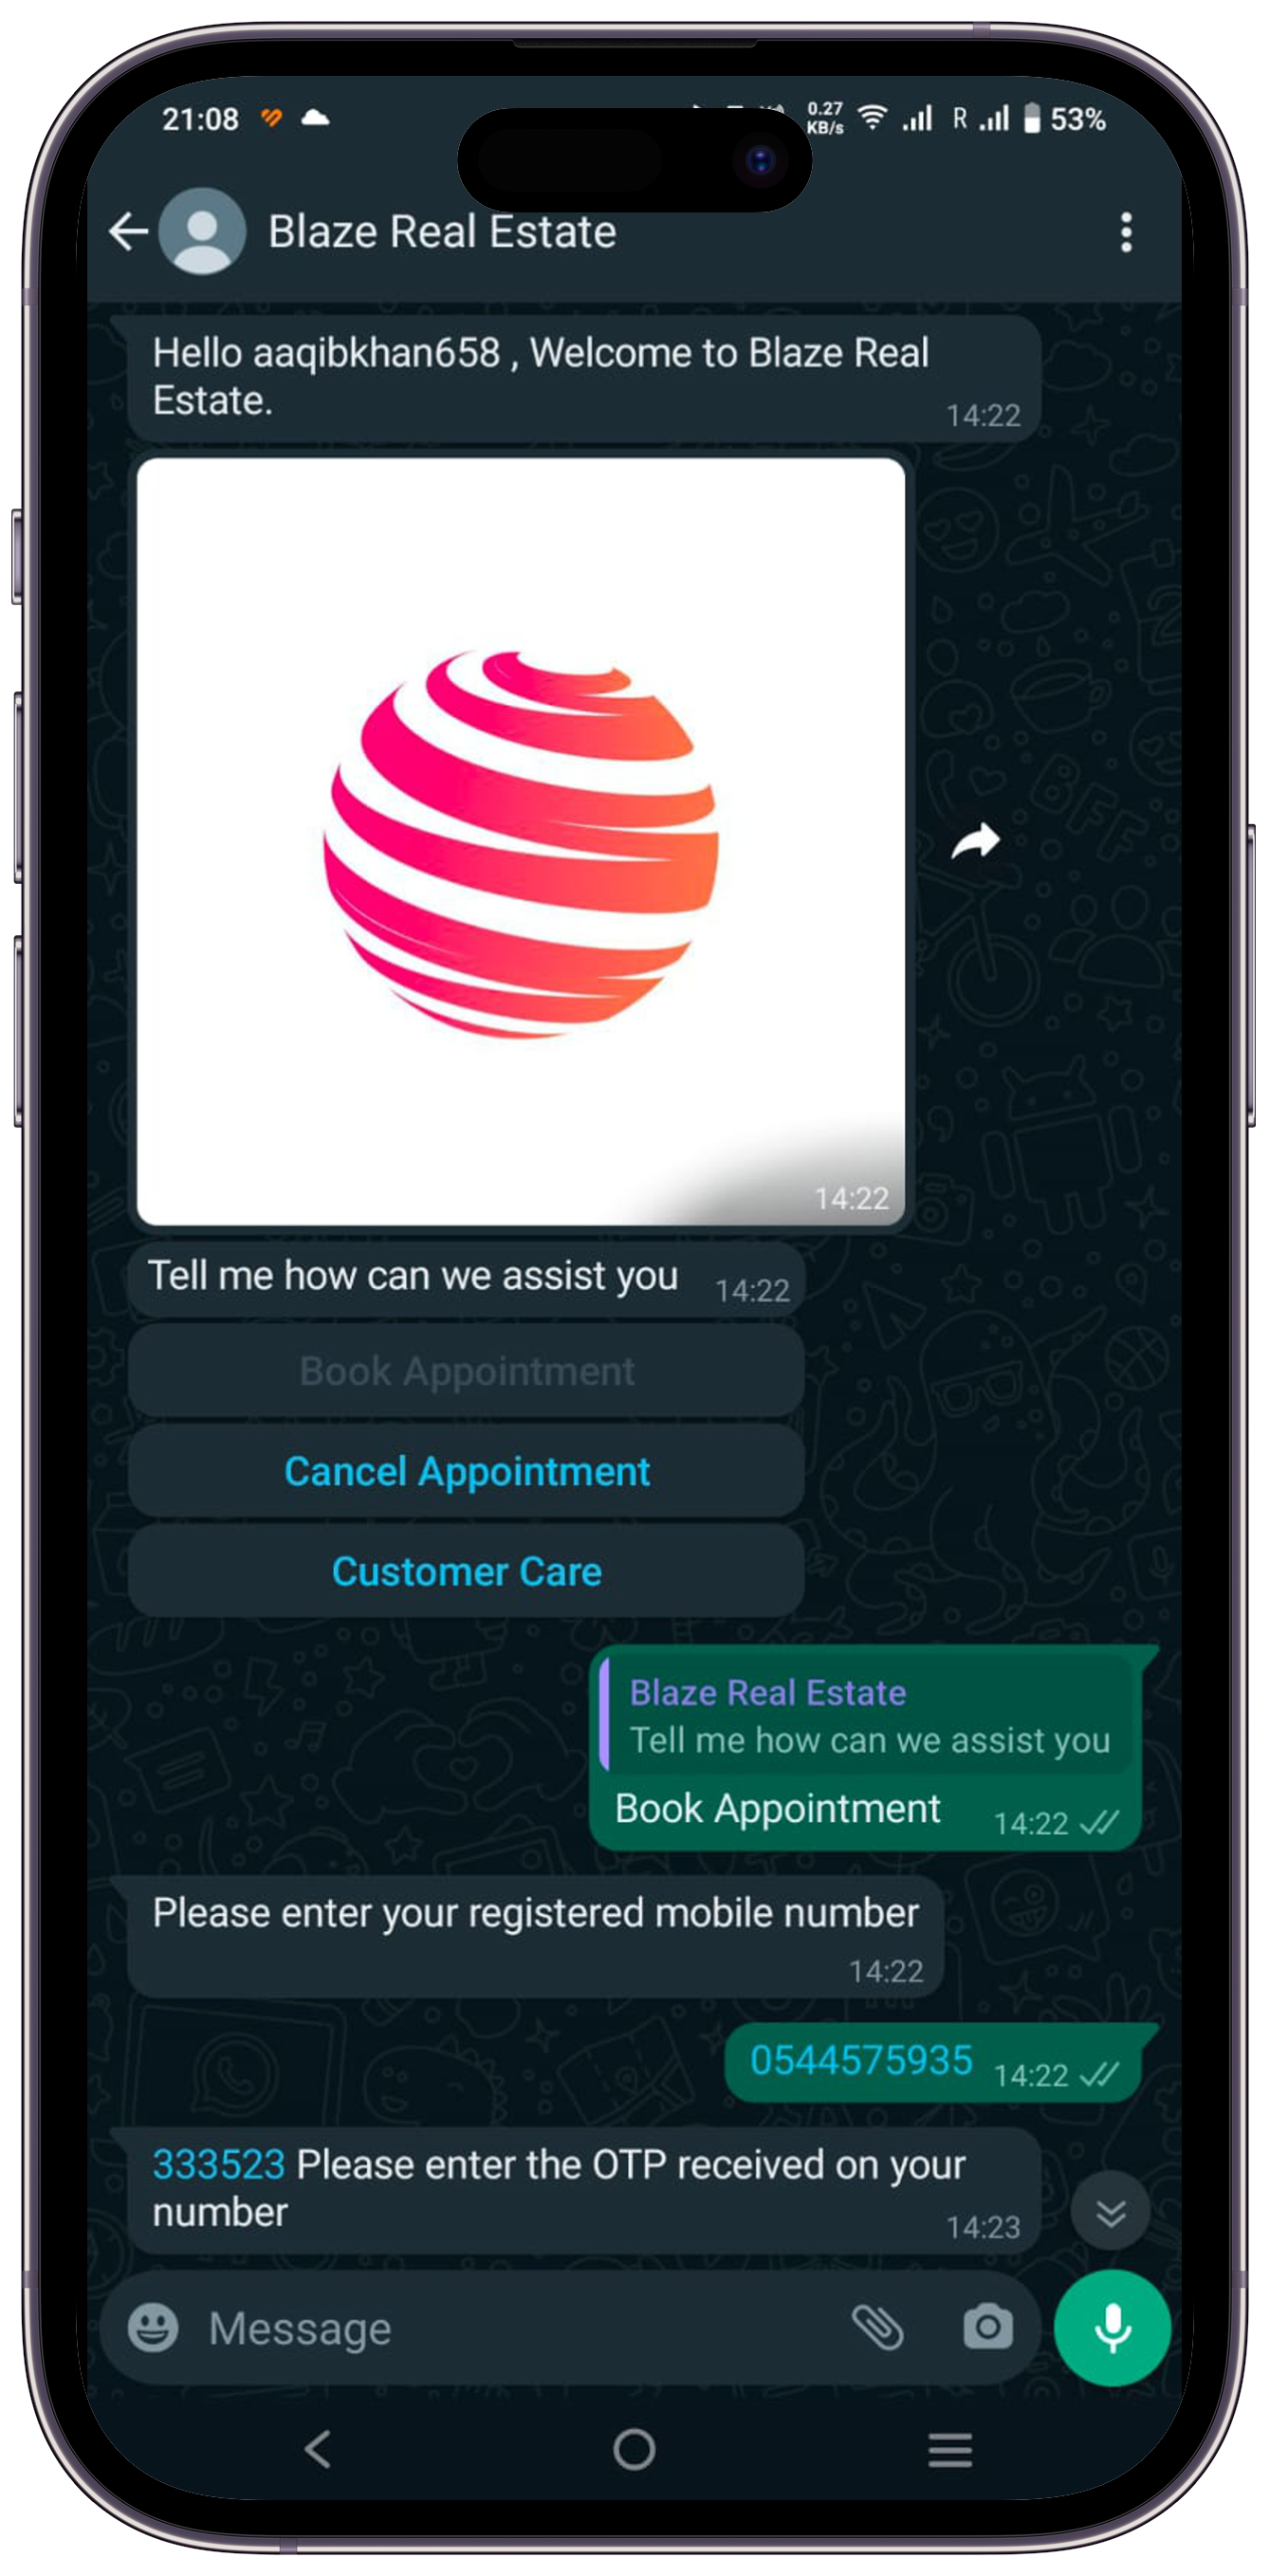 21:08
0.27
KB/s
R
53%
Blaze Real Estate
Hello aaqibkhan658 , Welcome to Blaze Real
Estate.
14:22
14:22
Tell me how can we assist you 14:22
Book Appointment
Cancel Appointment
Customer Care
Blaze Real Estate
Tell me how can we assist you
Book Appointment 14:22
Please enter your registered mobile number
14:22
0544575935 14:22
333523 Please enter the OTP received on your
number
14:23
Message